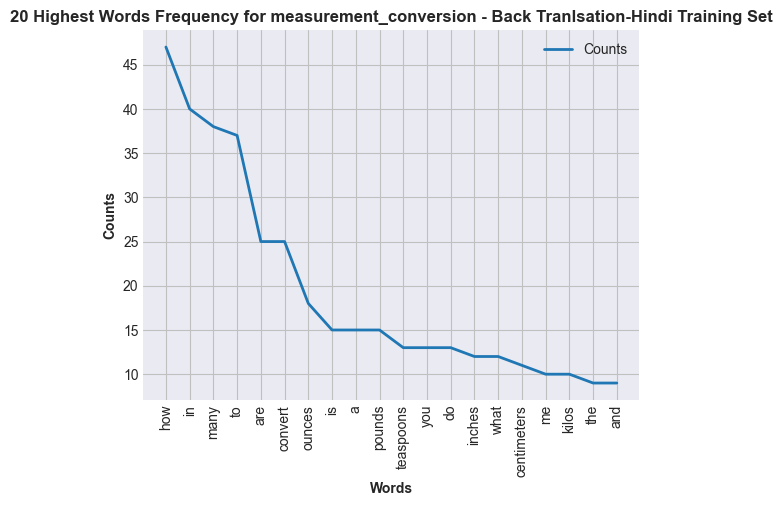 20 Highest Words Frequency for measurement_conversion - Back Tranlsation-Hindi Training Set
Counts
Counts
45
40
35
30
25
20
15
10
how
in
many
to
are
convert
ounces
is
a
pounds
teaspoons
you
do
inches
what
centimeters
me
kilos
the
and
Words